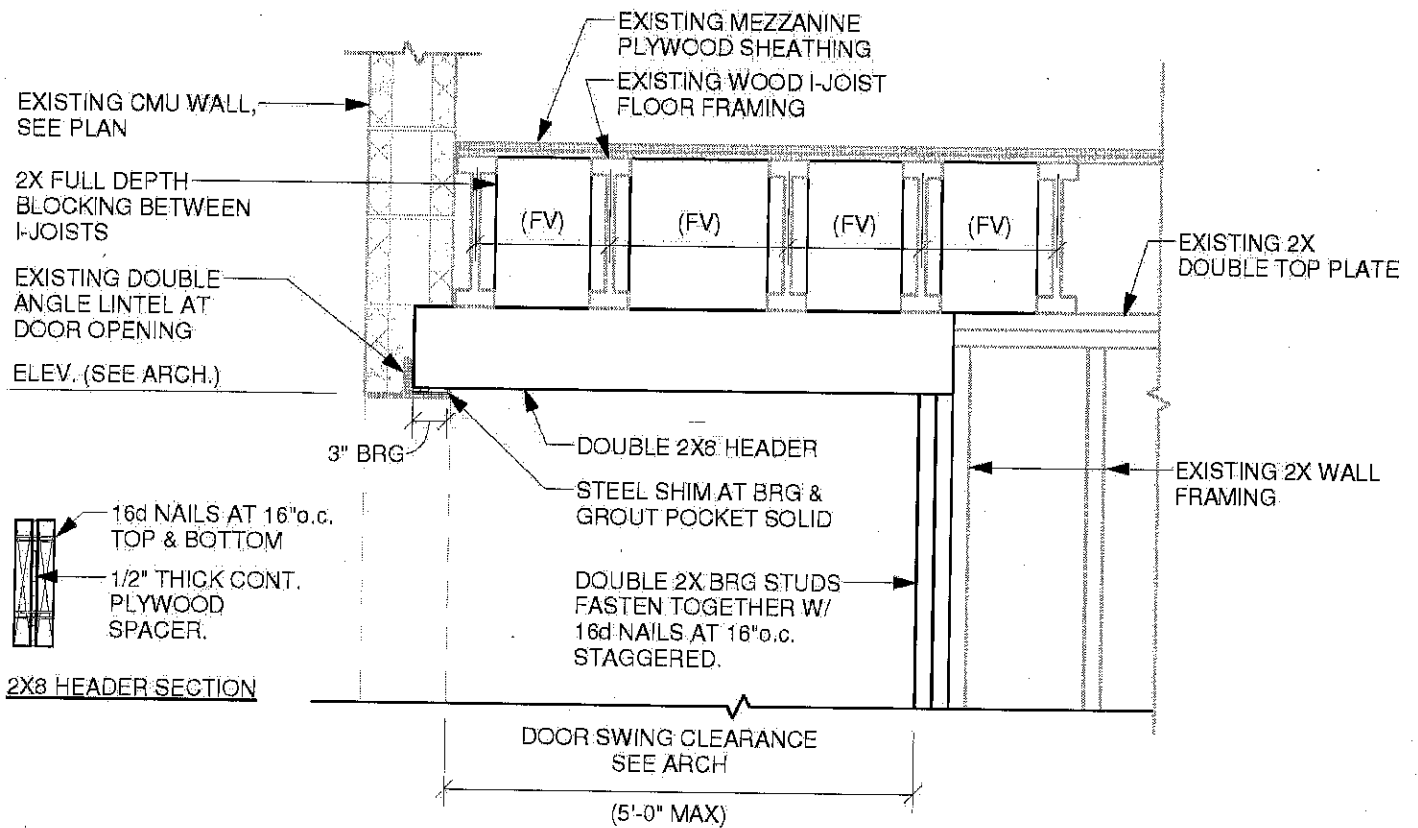 EXISTING MEZZANINE
PLYWOOD SHEATHING
EXISTING WOOD I-JOIST
FLOOR FRAMING
EXISTING CMU WALL,
SEE PLAN
2X FULL DEPTH
BLOCKING BETWEEN
I-JOISTS
(FV)
(FV)
(FV)
(FV)
EXISTING 2X
DOUBLE TOP PLATE
EXISTING DOUBLE
ANGLE LINTEL AT
DOOR OPENING
ELEV. (SEE ARCH.)
3" BRG
DOUBLE 2X8 HEADER
STEEL SHIM AT BRG &
GROUT POCKET SOLID
EXISTING 2X WALL
FRAMING
16d NAILS AT 16"o.c.
TOP & BOTTOM
1/2" THICK CONT.
PLYWOOD
SPACER.
DOUBLE 2X BRG STUDS
FASTEN TOGETHER W/
16d NAILS AT 16"o.c.
STAGGERED.
2X8 HEADER SECTION
DOOR SWING CLEARANCE
SEE ARCH
(5'-0" MAX)